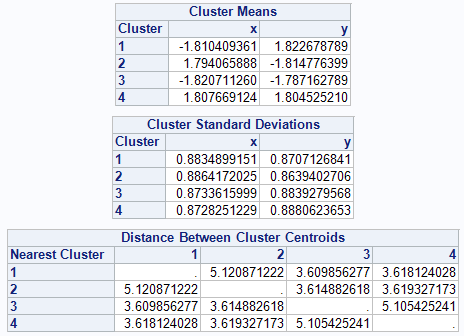 Cluster Means
Cluster x y
1 -1.810409361 1.822678789
2 1.794065888 -1.814776399
3 -1.820711260 -1.787162789
4 1.807669124 1.804525210
Cluster Standard Deviations
Cluster x y
1 0.8834899151 0.8707126841
2 0.8864172025 0.8639402706
3 0.8733615999 0.8839279568
4 0.8728251229 0.8880623653
Distance Between Cluster Centroids
Nearest Cluster 1 2 3 4
1 . 5.120871222 3.609856277 3.618124028
2 5.120871222 . 3.614882618 3.619327173
3 3.609856277 3.614882618 . 5.105425241
4 3.618124028 3.619327173 5.105425241 .